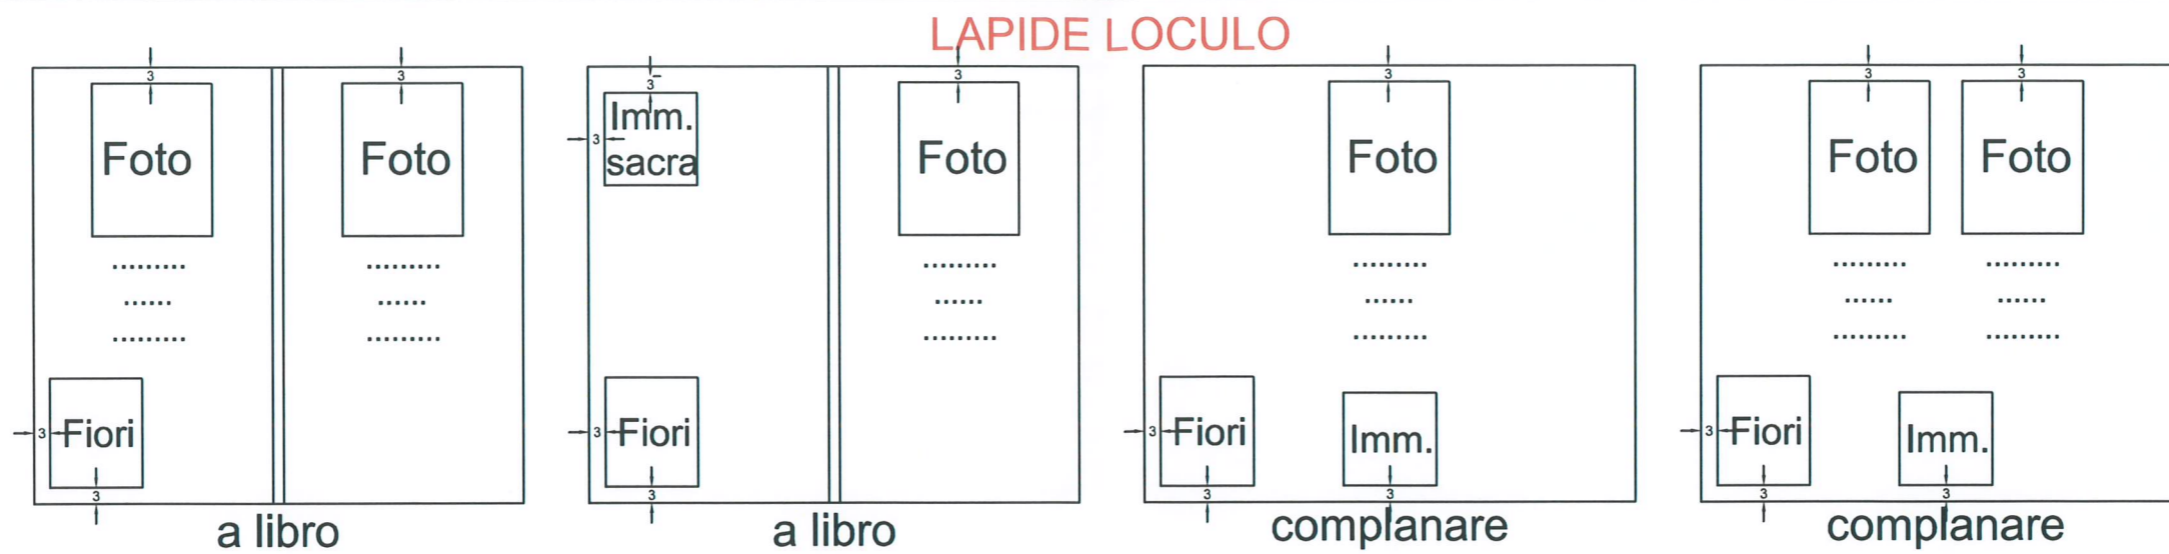 LAPIDE LOCULO
3
Foto
.........
......
.........
3
Fiori
3
3
Foto
.........
......
.........
a libro
3
3
Imm.
sacra
3
Fiori
3
3
Foto
.........
......
.........
a libro
3
Foto
.........
......
.........
3
Fiori
3
Imm.
3
complanare
3
Foto
.........
......
.........
3
Foto
.........
......
.........
3
Fiori
3
Imm.
3
complanare